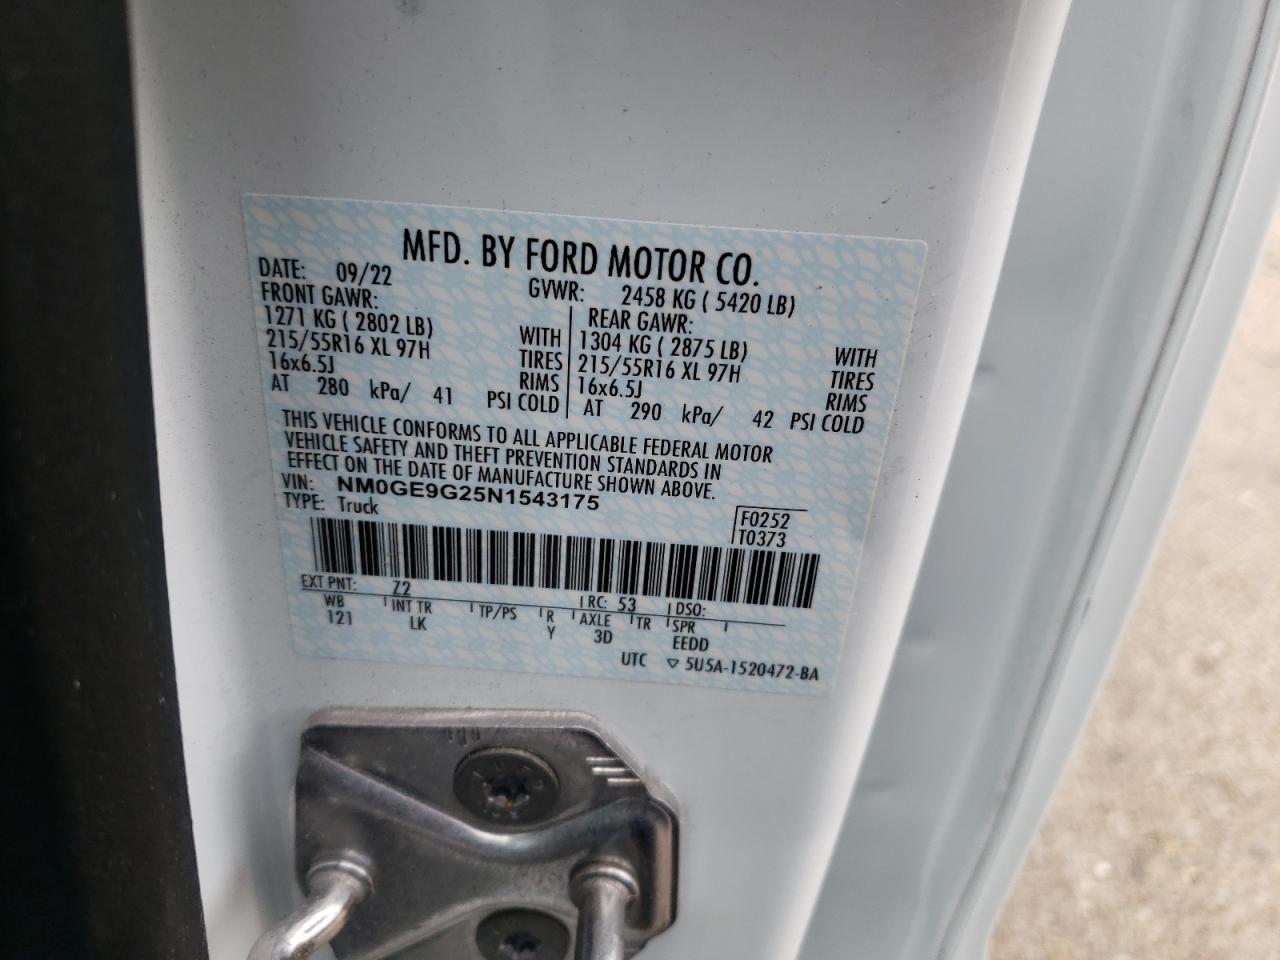 MFD. BY FORD MOTOR CO.
DATE: 09/22 GVWR: 2458 KG ( 5420 LB)
FRONT GAWR: REAR GAWR:
1271 KG ( 2802 LB) WITH 1304 KG ( 2875 LB) WITH
215/55R16 XL 97H TIRES 215/55R16 XL 97H TIRES
16x6.5J RIMS 16x6.5J RIMS
AT 280 kPa/ 41 PSI COLD AT 290 kPa/ 42 PSI COLD
THIS VEHICLE CONFORMS TO ALL APPLICABLE FEDERAL MOTOR
VEHICLE SAFETY AND THEFT PREVENTION STANDARDS IN
EFFECT ON THE DATE OF MANUFACTURE SHOWN ABOVE.
VIN: NM0GE9G25N1543175
TYPE: Truck
F0252
T0373
EXT PNT: Z2 RC: 53 DSO:
WB INT TR TP/PS R AXLE TR SPR
121 LK Y 3D EEDD
UTC ▽ 5U5A-1520472-BA